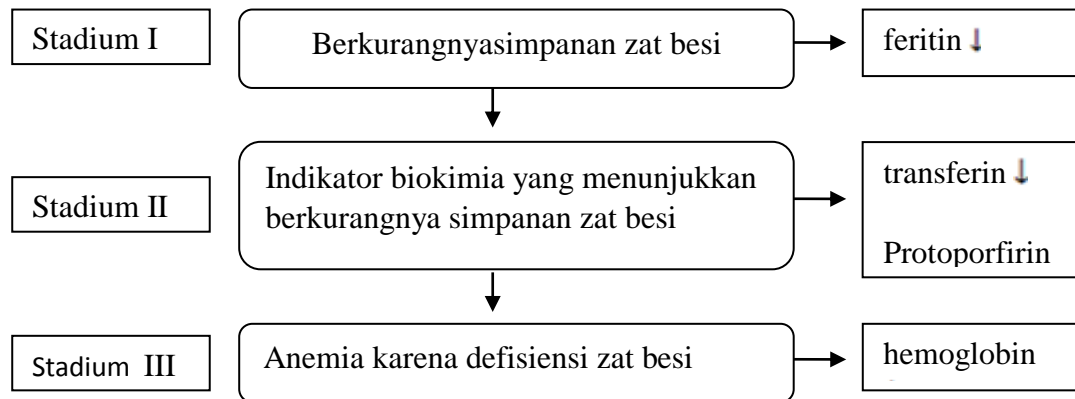 Stadium I
Berkurangnyasimpanan zat besi
feritin ↓
Stadium II
Indikator biokimia yang menunjukkan
berkurangnya simpanan zat besi
transferin ↓
Protoporfirin
Stadium III
Anemia karena defisiensi zat besi
hemoglobin